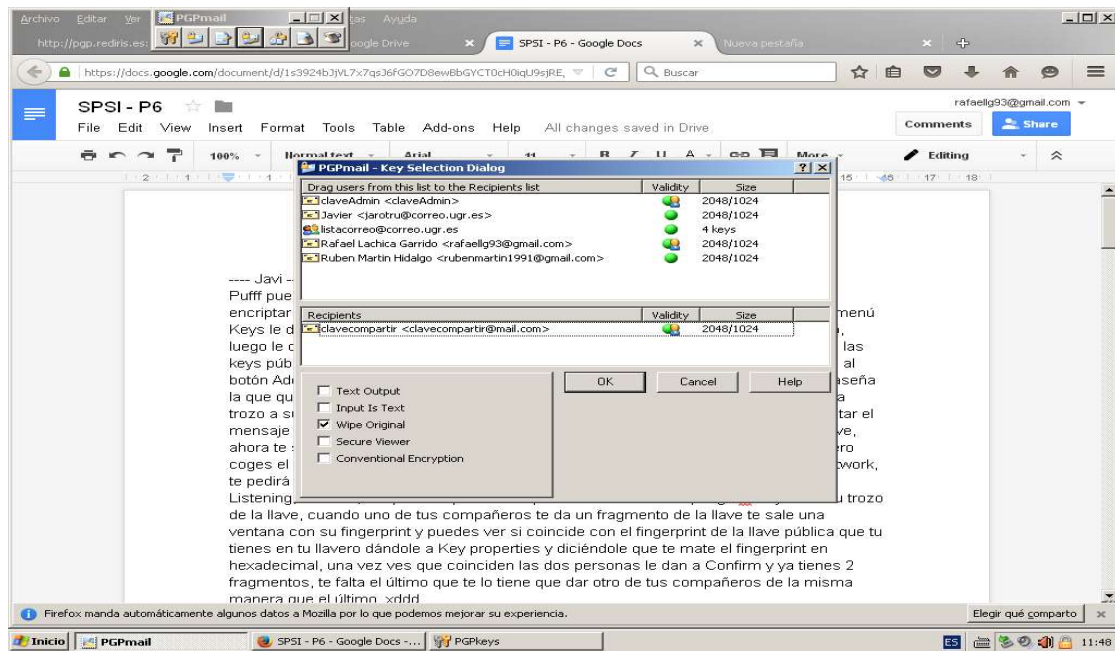 Archivo Editar Ver
PGPmail
Ayuda
http://pgp.rediris.es:
oogle Drive
SPSI - P6 - Google Docs
Nueva pestaña
https://docs.google.com/document/d/1s3924b3jVL7x7qsJ6fGO7D8ewBbGYCT0cH0iqU9sjRE,
Buscar
SPSI - P6
rafaellg93@gmail.com
File Edit View Insert Format Tools Table Add-ons Help All changes saved in Drive
Comments
Share
100% Normal text Arial 11 B I U A More
Editing
2 1 1 15 16 17 18
PGPmail - Key Selection Dialog
Drag users from this list to the Recipients list Validity Size
claveAdmin <claveAdmin> 2048/1024
Javier <jarotru@correo.ugr.es> 2048/1024
listacorreo@correo.ugr.es 4 keys
Rafael Lachica Garrido <rafaellg93@gmail.com> 2048/1024
Ruben Martin Hidalgo <rubenmartin1991@gmail.com> 2048/1024
Recipients Validity Size
clavecompartir <clavecompartir@mail.com> 2048/1024
OK Cancel Help
Text Output
Input Is Text
Wipe Original
Secure Viewer
Conventional Encryption
---- Javi --
Pufff pue
encriptar menú
Keys le d
luego le c las
keys púb al
botón Ad aseña
la que qu a
trozo a su tar el
mensaje ve,
ahora te s ro
coges el twork,
te pedirá
Listening u trozo
de la llave, cuando uno de tus compañeros te da un fragmento de la llave te sale una
ventana con su fingerprint y puedes ver si coincide con el fingerprint de la llave pública que tu
tienes en tu llavero dándole a Key properties y diciéndole que te mate el fingerprint en
hexadecimal, una vez ves que coinciden las dos personas le dan a Confirm y ya tienes 2
fragmentos, te falta el último que te lo tiene que dar otro de tus compañeros de la misma
manera que el último. xddd
Firefox manda automáticamente algunos datos a Mozilla por lo que podemos mejorar su experiencia.
Elegir qué comparto
Inicio
PGPmail
SPSI - P6 - Google Docs -...
PGPkeys
ES
11:48